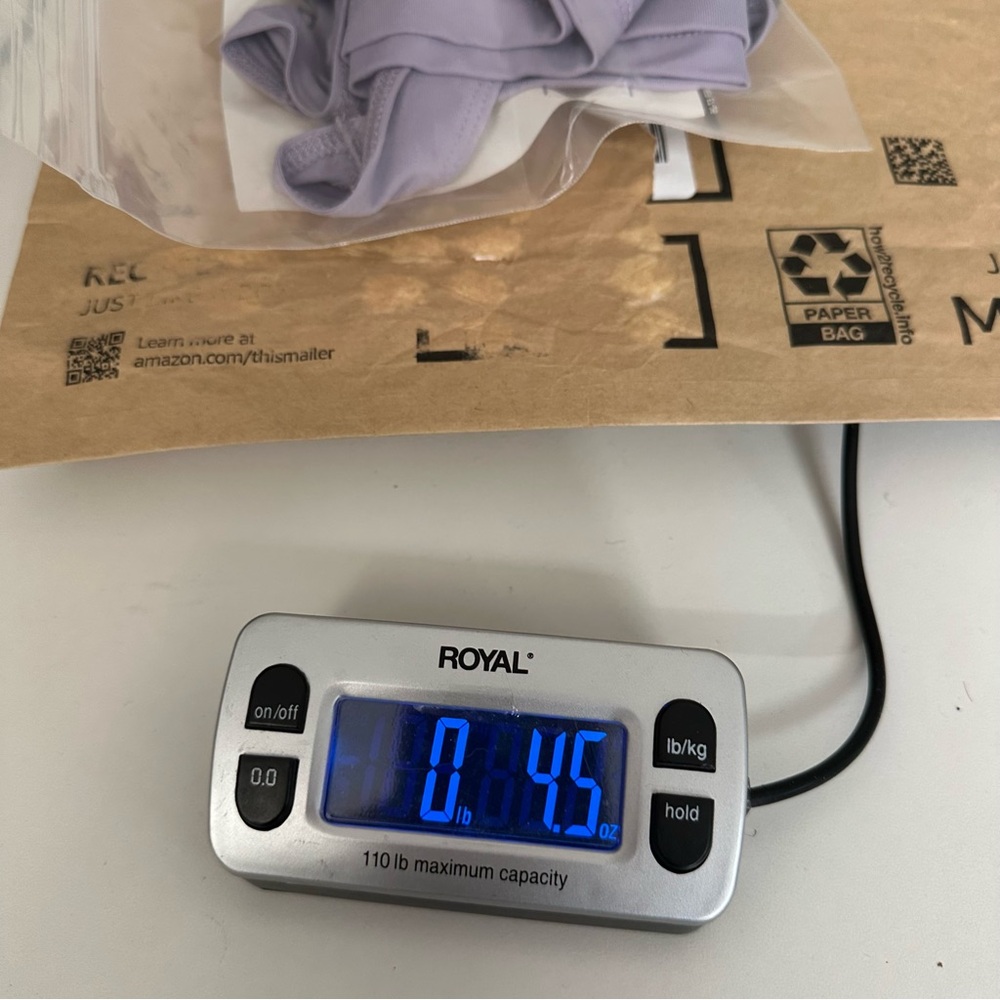 REC
JUST
Learn more at
amazon.com/thismailer
PAPER
BAG
how2recycle.info
J
M
ROYAL®
on/off
0.0
0 lb 4.5 oz
lb/kg
hold
110 lb maximum capacity